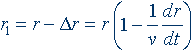 r₁ = r − Δr = r(1 − (1/v)(dr/dt))